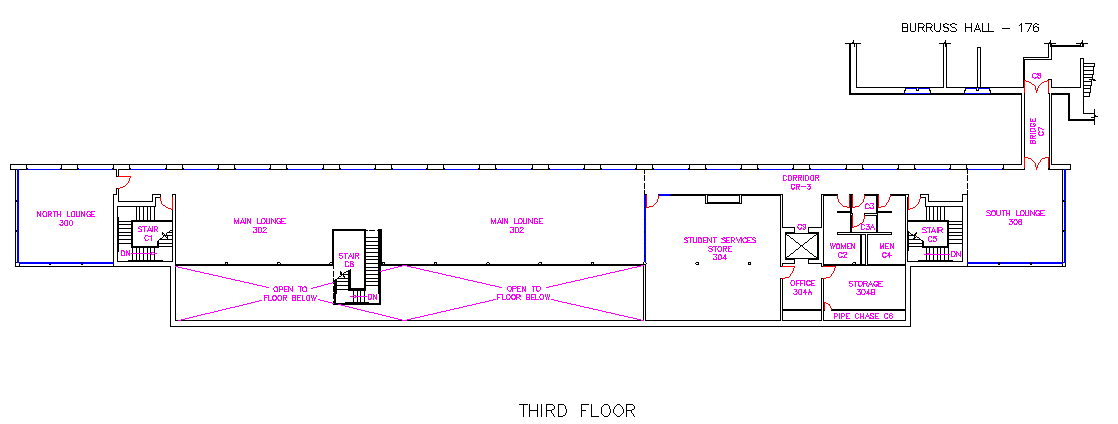 BURRUSS HALL - 176
C9
BRIDGE
C7
CORRIDOR
CR-3
NORTH LOUNGE
300
STAIR
C1
DN
MAIN LOUNGE
302
MAIN LOUNGE
302
STAIR
C8
DN
OPEN TO
FLOOR BELOW
OPEN TO
FLOOR BELOW
STUDENT SERVICES
STORE
304
C3
C3A
WOMEN
C2
MEN
C4
STAIR
C5
DN
SOUTH LOUNGE
306
OFFICE
304A
STORAGE
304B
PIPE CHASE C6
THIRD FLOOR